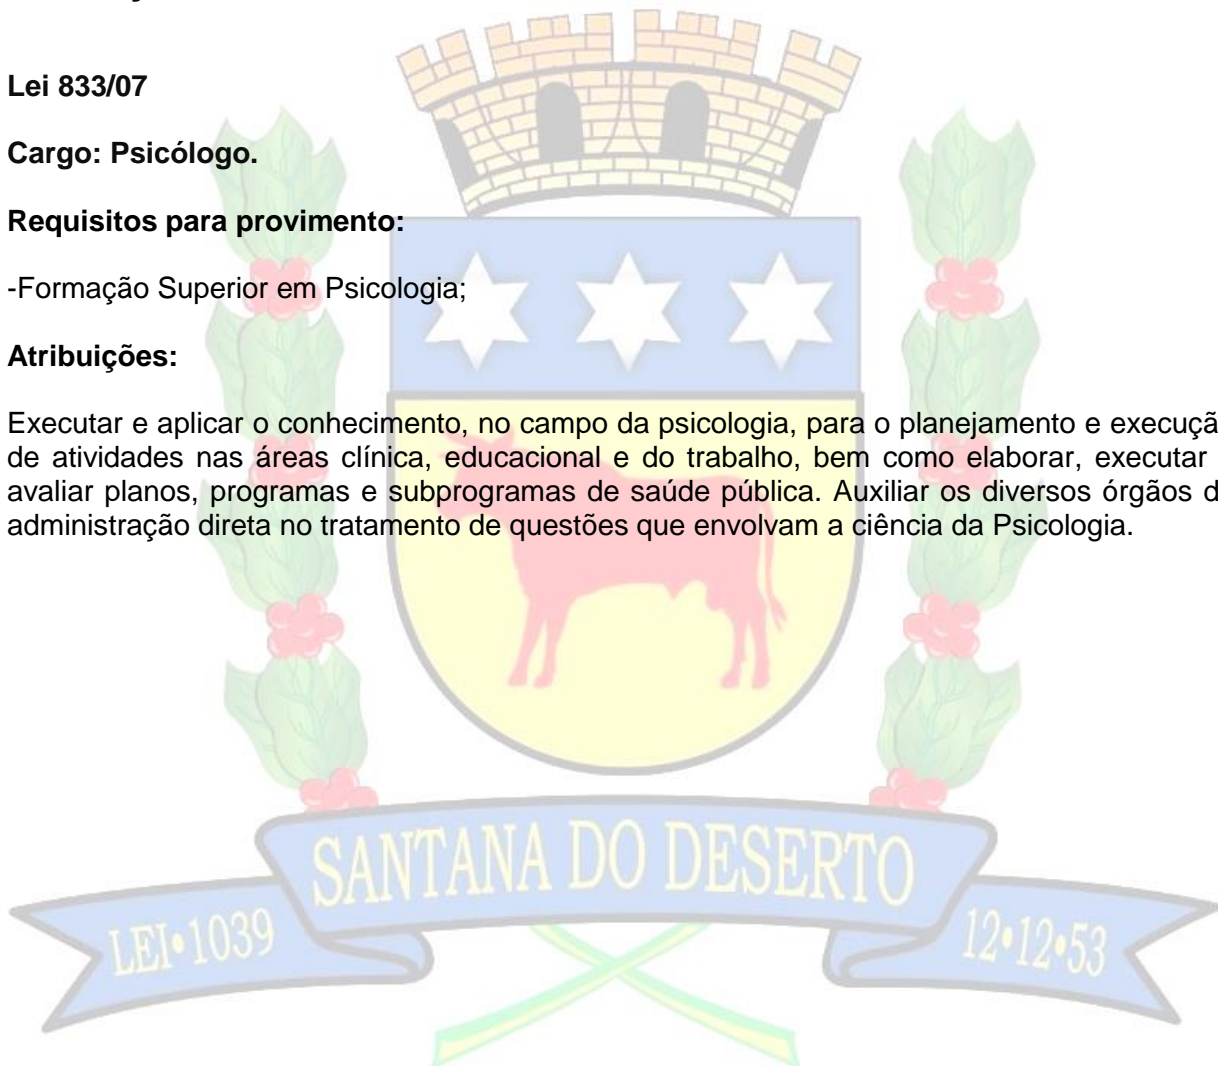 Lei 833/07
Cargo: Psicólogo.
Requisitos para provimento:
-Formação Superior em Psicologia;
Atribuições:
Executar e aplicar o conhecimento, no campo da psicologia, para o planejamento e execuçã
de atividades nas áreas clínica, educacional e do trabalho, bem como elaborar, executar
avaliar planos, programas e subprogramas de saúde pública. Auxiliar os diversos órgãos d
administração direta no tratamento de questões que envolvam a ciência da Psicologia.
SANTANA DO DESERTO
LEI•1039
12•12•53